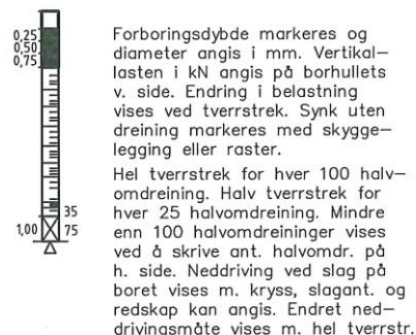 0,25
0,50
0,75
35
1,00 75
Forboringsdybde markeres og
diameter angis i mm. Vertikal-
lasten i kN angis på borhullets
v. side. Endring i belastning
vises ved tverrstrek. Synk uten
dreining markeres med skygge-
legging eller raster.
Hel tverrstrek for hver 100 halv-
omdreining. Halv tverrstrek for
hver 25 halvomdreining. Mindre
enn 100 halvomdreininger vises
ved å skrive ant. halvomdr. på
h. side. Neddriving ved slag på
boret vises m. kryss, slagant. og
redskap kan angis. Endret ned-
drivingsmåte vises m. hel tverrstr.